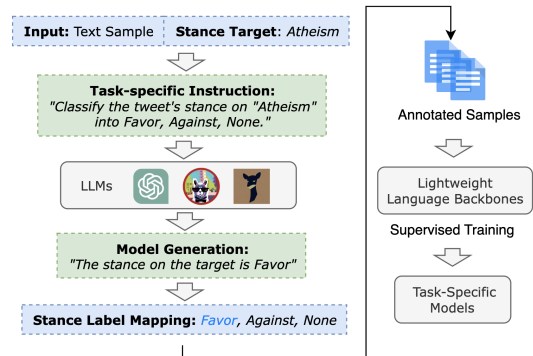 Input: Text Sample
Stance Target: Atheism
Task-specific Instruction:
"Classify the tweet's stance on "Atheism"
into Favor, Against, None."
LLMs
Model Generation:
"The stance on the target is Favor"
Stance Label Mapping: Favor, Against, None
Annotated Samples
Lightweight
Language Backbones
Supervised Training
Task-Specific
Models